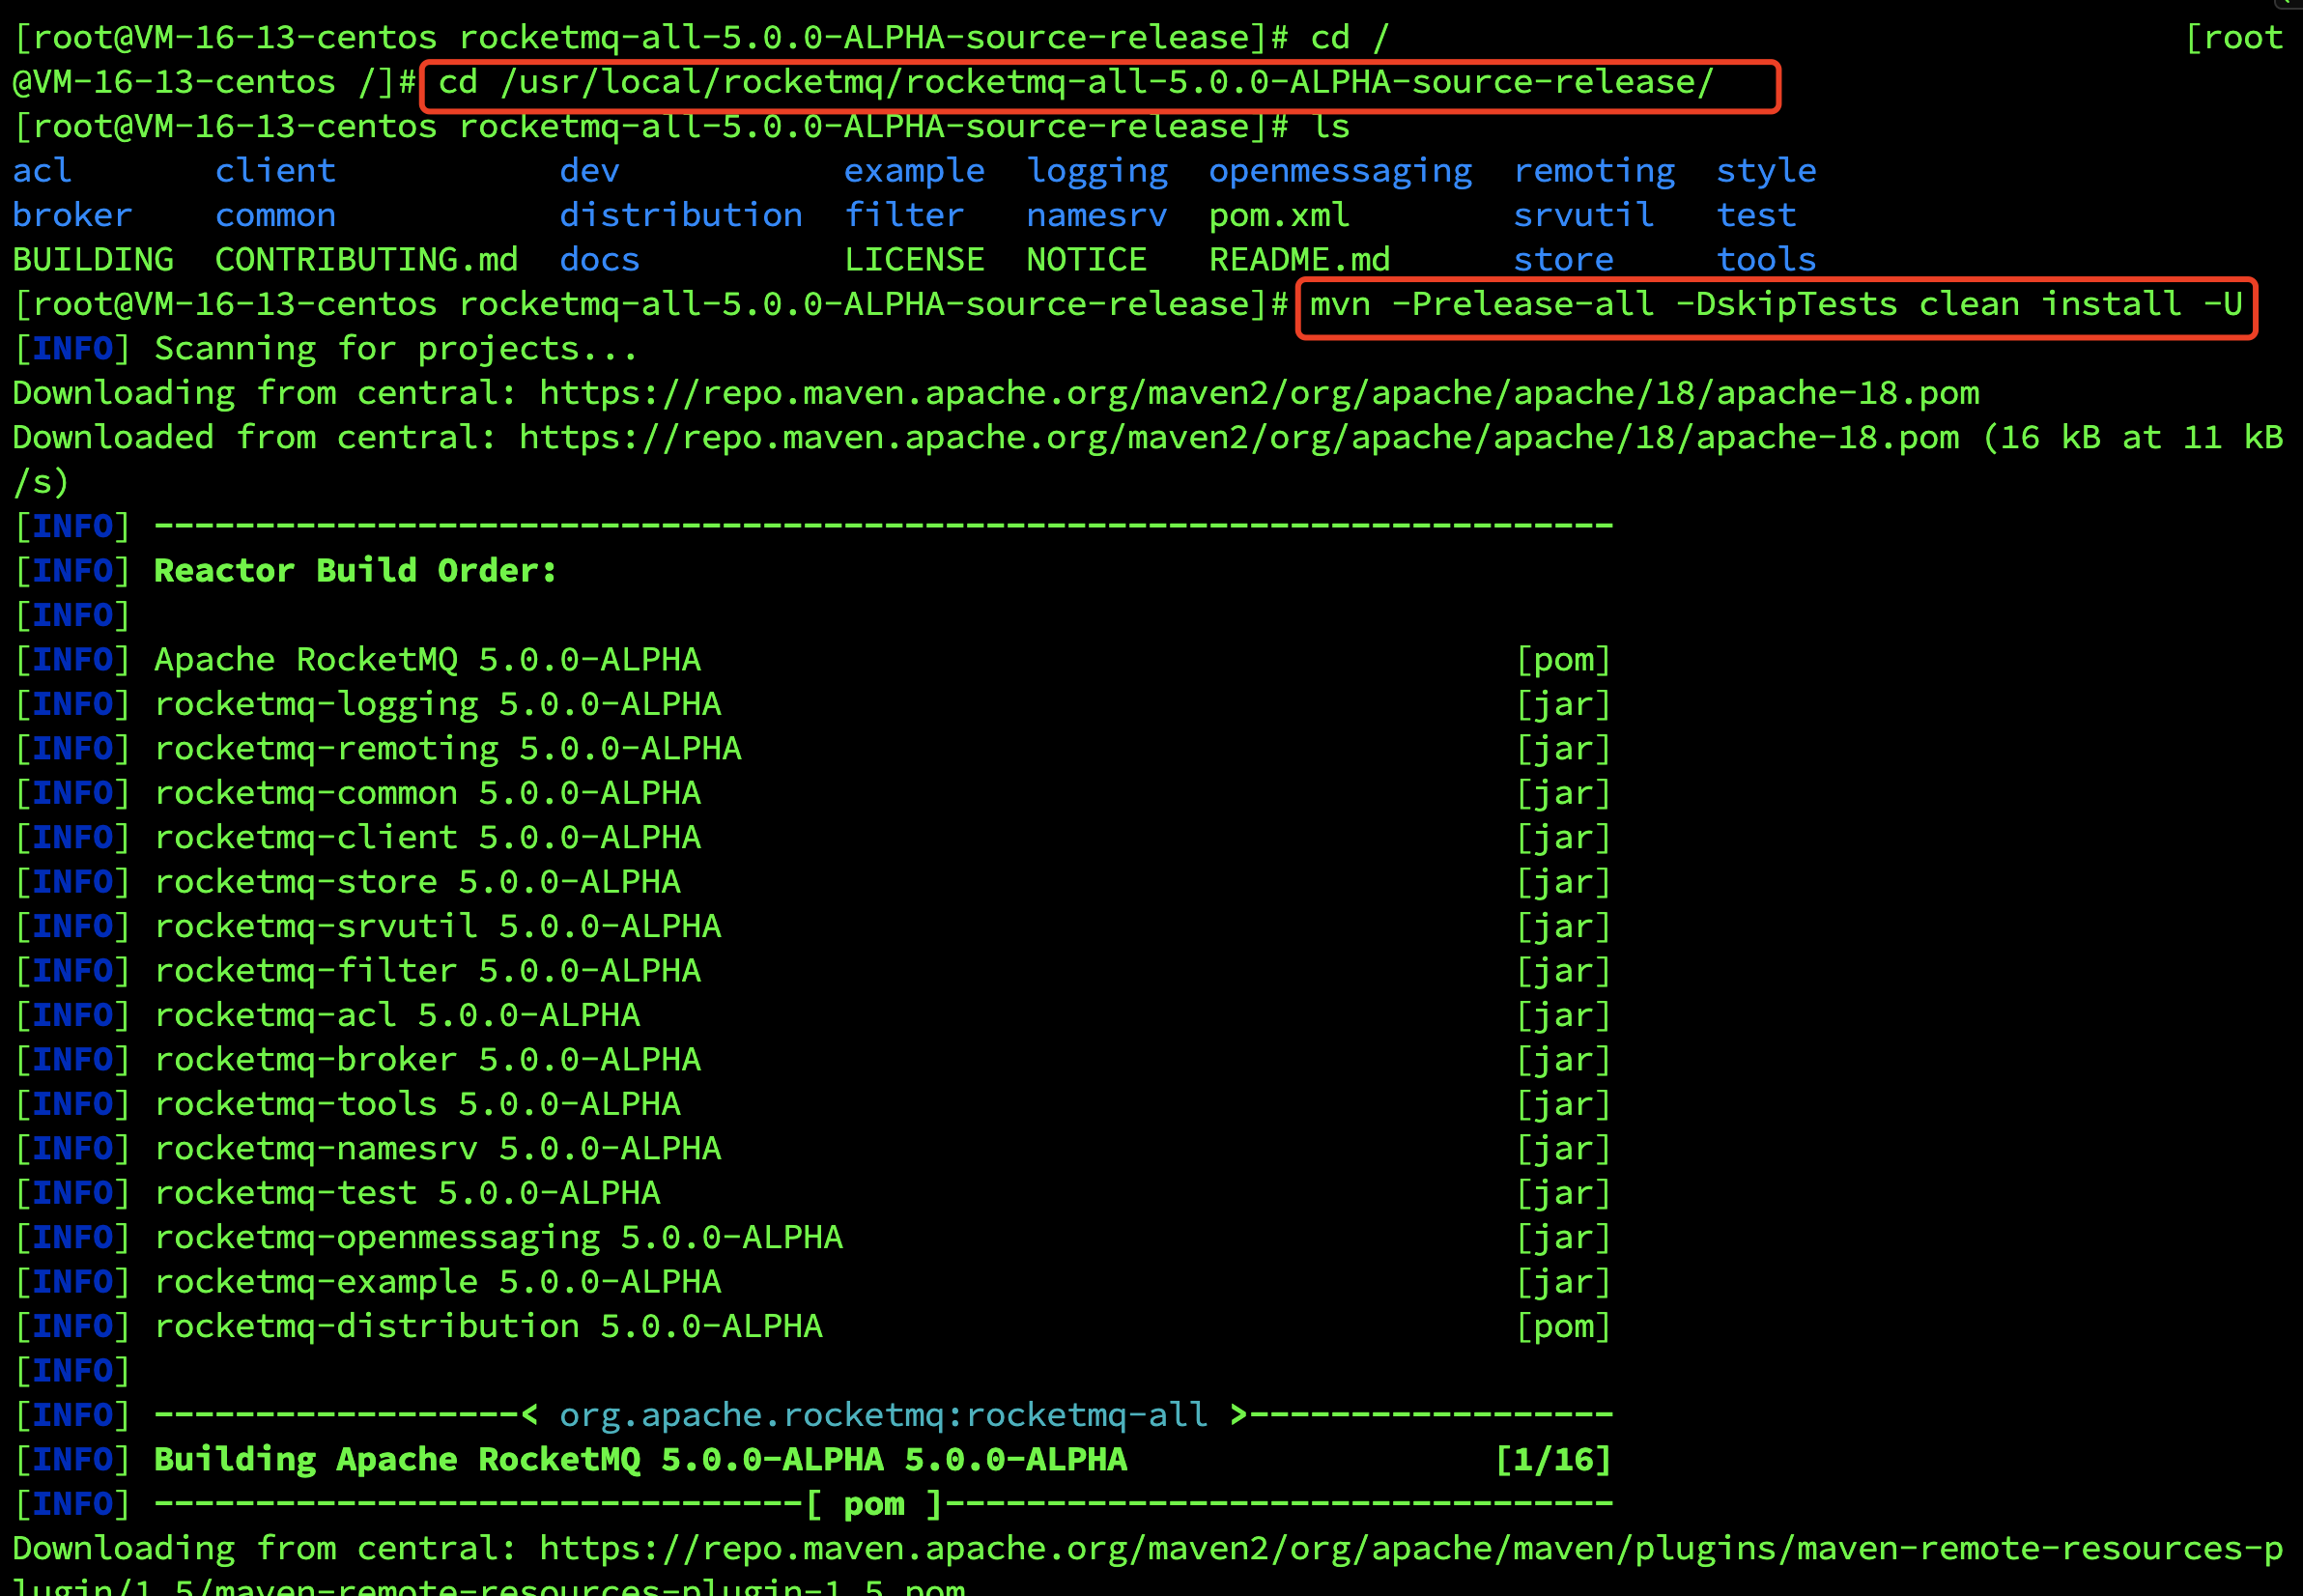 [root@VM-16-13-centos rocketmq-all-5.0.0-ALPHA-source-release]# cd / [root
@VM-16-13-centos /]# cd /usr/local/rocketmq/rocketmq-all-5.0.0-ALPHA-source-release/
[root@VM-16-13-centos rocketmq-all-5.0.0-ALPHA-source-release]# ls
acl client dev example logging openmessaging remoting style
broker common distribution filter namesrv pom.xml srvutil test
BUILDING CONTRIBUTING.md docs LICENSE NOTICE README.md store tools
[root@VM-16-13-centos rocketmq-all-5.0.0-ALPHA-source-release]# mvn -Prelease-all -DskipTests clean install -U
[INFO] Scanning for projects...
Downloading from central: https://repo.maven.apache.org/maven2/org/apache/apache/18/apache-18.pom
Downloaded from central: https://repo.maven.apache.org/maven2/org/apache/apache/18/apache-18.pom (16 kB at 11 kB
/s)
[INFO] ------------------------------------------------------------------------
[INFO] Reactor Build Order:
[INFO]
[INFO] Apache RocketMQ 5.0.0-ALPHA [pom]
[INFO] rocketmq-logging 5.0.0-ALPHA [jar]
[INFO] rocketmq-remoting 5.0.0-ALPHA [jar]
[INFO] rocketmq-common 5.0.0-ALPHA [jar]
[INFO] rocketmq-client 5.0.0-ALPHA [jar]
[INFO] rocketmq-store 5.0.0-ALPHA [jar]
[INFO] rocketmq-srvutil 5.0.0-ALPHA [jar]
[INFO] rocketmq-filter 5.0.0-ALPHA [jar]
[INFO] rocketmq-acl 5.0.0-ALPHA [jar]
[INFO] rocketmq-broker 5.0.0-ALPHA [jar]
[INFO] rocketmq-tools 5.0.0-ALPHA [jar]
[INFO] rocketmq-namesrv 5.0.0-ALPHA [jar]
[INFO] rocketmq-test 5.0.0-ALPHA [jar]
[INFO] rocketmq-openmessaging 5.0.0-ALPHA [jar]
[INFO] rocketmq-example 5.0.0-ALPHA [jar]
[INFO] rocketmq-distribution 5.0.0-ALPHA [pom]
[INFO]
[INFO] ------------------< org.apache.rocketmq:rocketmq-all >------------------
[INFO] Building Apache RocketMQ 5.0.0-ALPHA 5.0.0-ALPHA [1/16]
[INFO] --------------------------------[ pom ]---------------------------------
Downloading from central: https://repo.maven.apache.org/maven2/org/apache/maven/plugins/maven-remote-resources-p
lugin/1.5/maven-remote-resources-plugin-1.5.pom